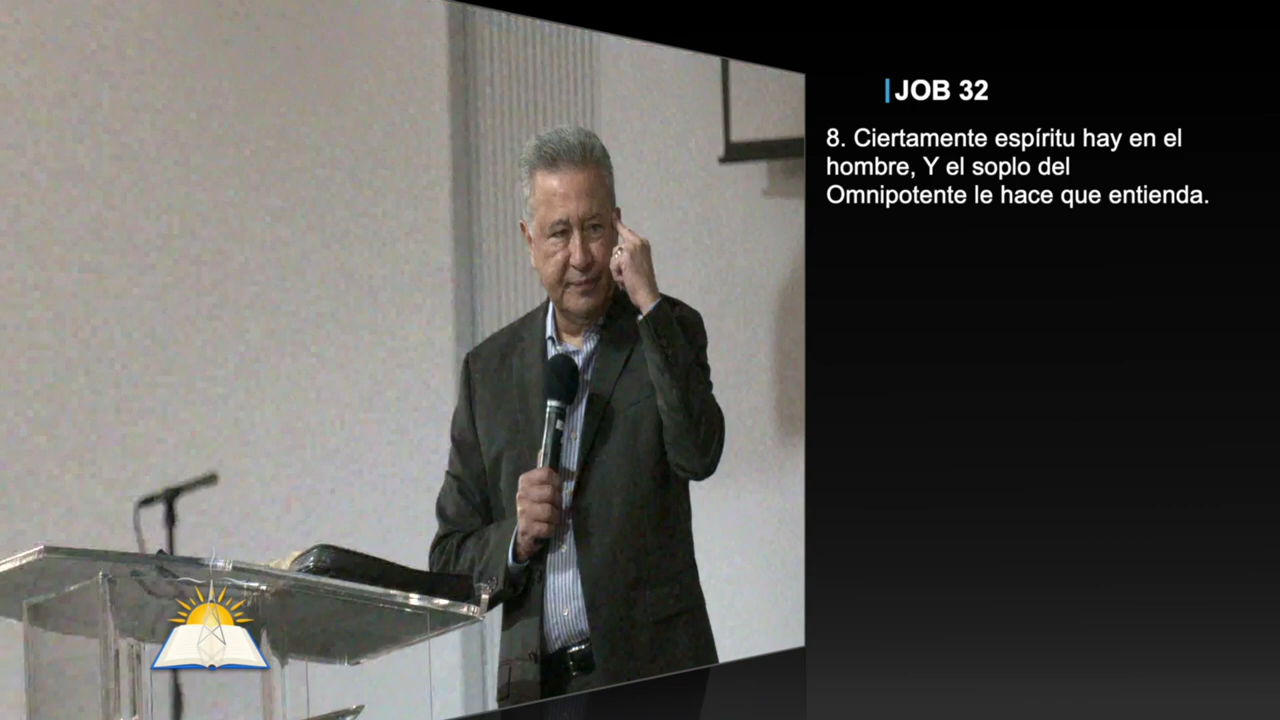 JOB 32
8. Ciertamente espíritu hay en el
hombre, Y el soplo del
Omnipotente le hace que entienda.